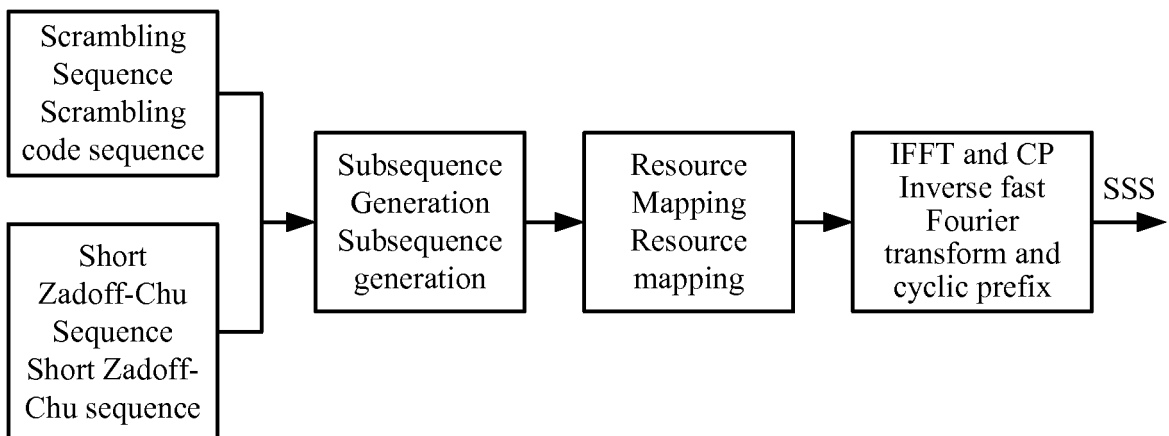 Scrambling
Sequence
Scrambling
code sequence
Short
Zadoff-Chu
Sequence
Short Zadoff-
Chu sequence
Subsequence
Generation
Subsequence
generation
Resource
Mapping
Resource
mapping
IFFT and CP
Inverse fast
Fourier
transform and
cyclic prefix
SSS